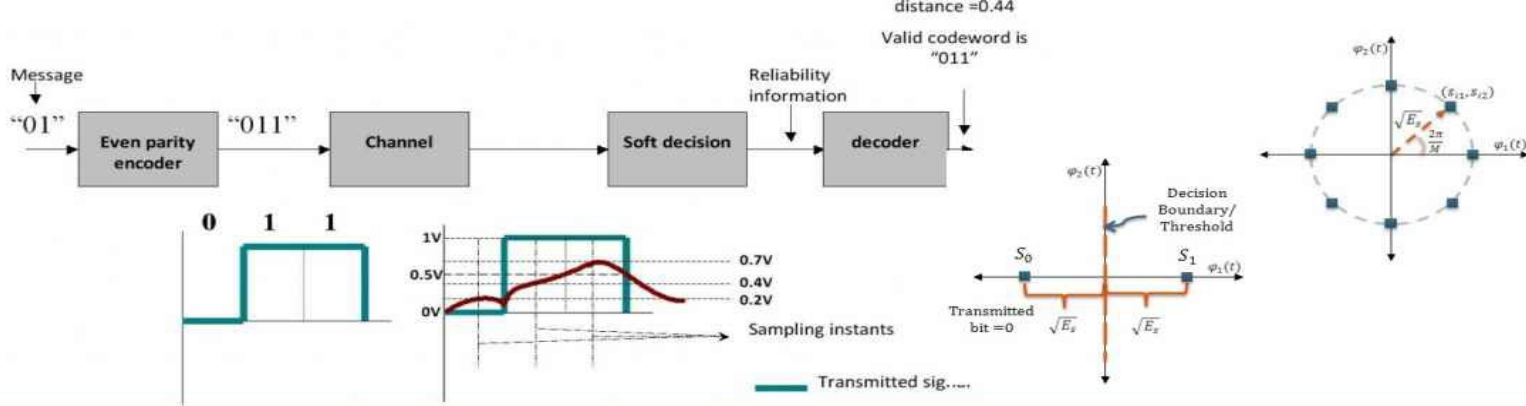 distance =0.44
Valid codeword is
"011"
Message
"01"
Even parity
encoder
"011"
Channel
Soft decision
Reliability
information
decoder
0 1 1
1V
0.5V
0V
0.7V
0.4V
0.2V
Sampling instants
Transmitted
φ₂(t)
Decision
Boundary/
Threshold
S₀
S₁
φ₁(t)
Transmitted
bit =0
√Eₛ
√Eₛ
φ₂(t)
(sᵢ₁,sᵢ₂)
√Eₛ
2π
M
φ₁(t)